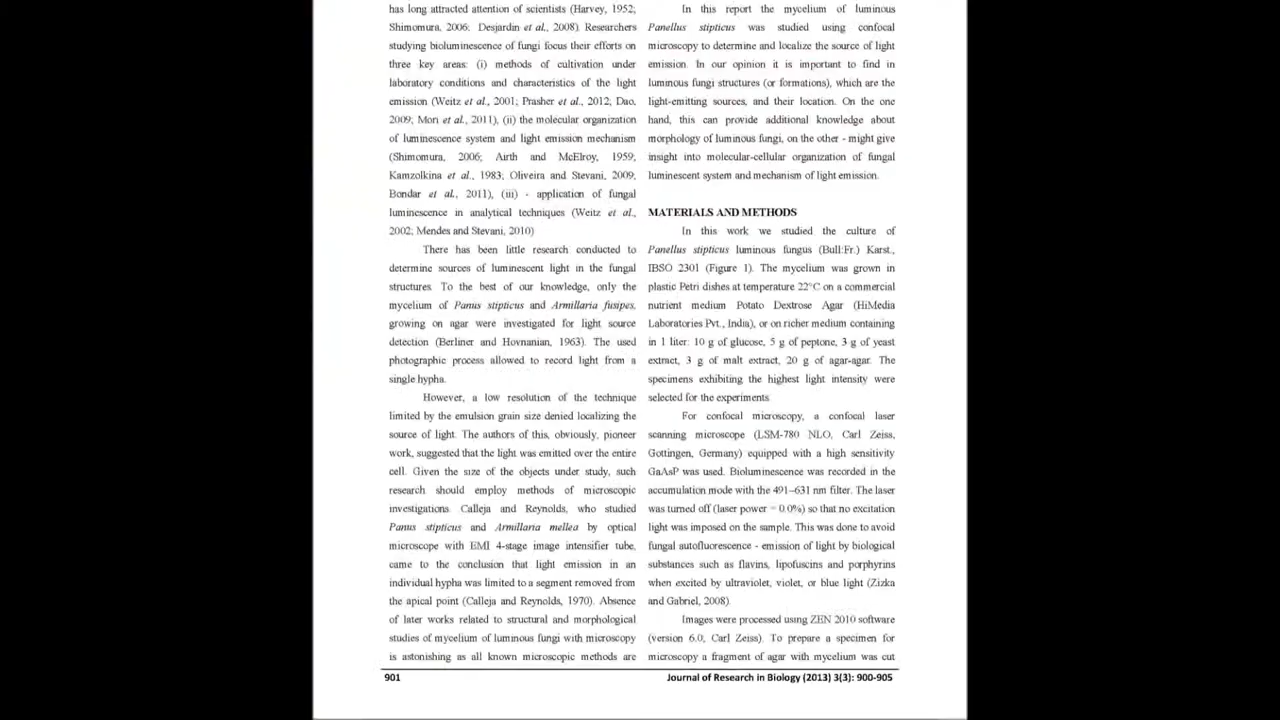 has long attracted attention of scientists (Harvey, 1952;
Shimomura, 2006; Desjardin et al., 2008). Researchers
studying bioluminescence of fungi focus their efforts on
three key areas: (i) methods of cultivation under
laboratory conditions and characteristics of the light
emission (Weitz et al., 2001; Prasher et al., 2012; Dao,
2009; Mori et al., 2011), (ii) the molecular organization
of luminescence system and light emission mechanism
(Shimomura, 2006; Airth and McElroy, 1959;
Kamzolkina et al., 1983; Oliveira and Stevani, 2009;
Bondar et al., 2011), (iii) - application of fungal
luminescence in analytical techniques (Weitz et al.,
2002; Mendes and Stevani, 2010)
There has been little research conducted to
determine sources of luminescent light in the fungal
structures. To the best of our knowledge, only the
mycelium of Panus stipticus and Armillaria fusipes,
growing on agar were investigated for light source
detection (Berliner and Hovnanian, 1963). The used
photographic process allowed to record light from a
single hypha.
However, a low resolution of the technique
limited by the emulsion grain size denied localizing the
source of light. The authors of this, obviously, pioneer
work, suggested that the light was emitted over the entire
cell. Given the size of the objects under study, such
research should employ methods of microscopic
investigations. Calleja and Reynolds, who studied
Panus stipticus and Armillaria mellea by optical
microscope with EMI 4-stage image intensifier tube,
came to the conclusion that light emission in an
individual hypha was limited to a segment removed from
the apical point (Calleja and Reynolds, 1970). Absence
of later works related to structural and morphological
studies of mycelium of luminous fungi with microscopy
is astonishing as all known microscopic methods are
In this report the mycelium of luminous
Panellus stipticus was studied using confocal
microscopy to determine and localize the source of light
emission. In our opinion it is important to find in
luminous fungi structures (or formations), which are the
light-emitting sources, and their location. On the one
hand, this can provide additional knowledge about
morphology of luminous fungi, on the other - might give
insight into molecular-cellular organization of fungal
luminescent system and mechanism of light emission.
MATERIALS AND METHODS
In this work we studied the culture of
Panellus stipticus luminous fungus (Bull:Fr.) Karst.,
IBSO 2301 (Figure 1). The mycelium was grown in
plastic Petri dishes at temperature 22°C on a commercial
nutrient medium Potato Dextrose Agar (HiMedia
Laboratories Pvt., India), or on richer medium containing
in 1 liter: 10 g of glucose, 5 g of peptone, 3 g of yeast
extract, 3 g of malt extract, 20 g of agar-agar. The
specimens exhibiting the highest light intensity were
selected for the experiments
For confocal microscopy, a confocal laser
scanning microscope (LSM-780 NLO, Carl Zeiss,
Gottingen, Germany) equipped with a high sensitivity
GaAsP was used. Bioluminescence was recorded in the
accumulation mode with the 491–631 nm filter. The laser
was turned off (laser power = 0.0%) so that no excitation
light was imposed on the sample. This was done to avoid
fungal autofluorescence - emission of light by biological
substances such as flavins, lipofuscins and porphyrins
when excited by ultraviolet, violet, or blue light (Zizka
and Gabriel, 2008).
Images were processed using ZEN 2010 software
(version 6.0, Carl Zeiss). To prepare a specimen for
microscopy a fragment of agar with mycelium was cut
901
Journal of Research in Biology (2013) 3(3): 900-905